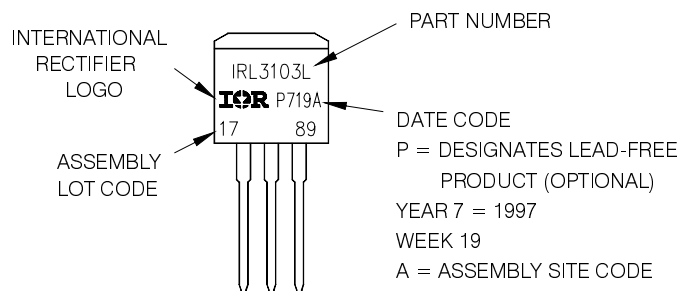 INTERNATIONAL
RECTIFIER
LOGO
ASSEMBLY
LOT CODE
IRL3103L
IOR P719A
17 89
PART NUMBER
DATE CODE
P = DESIGNATES LEAD-FREE
PRODUCT (OPTIONAL)
YEAR 7 = 1997
WEEK 19
A = ASSEMBLY SITE CODE